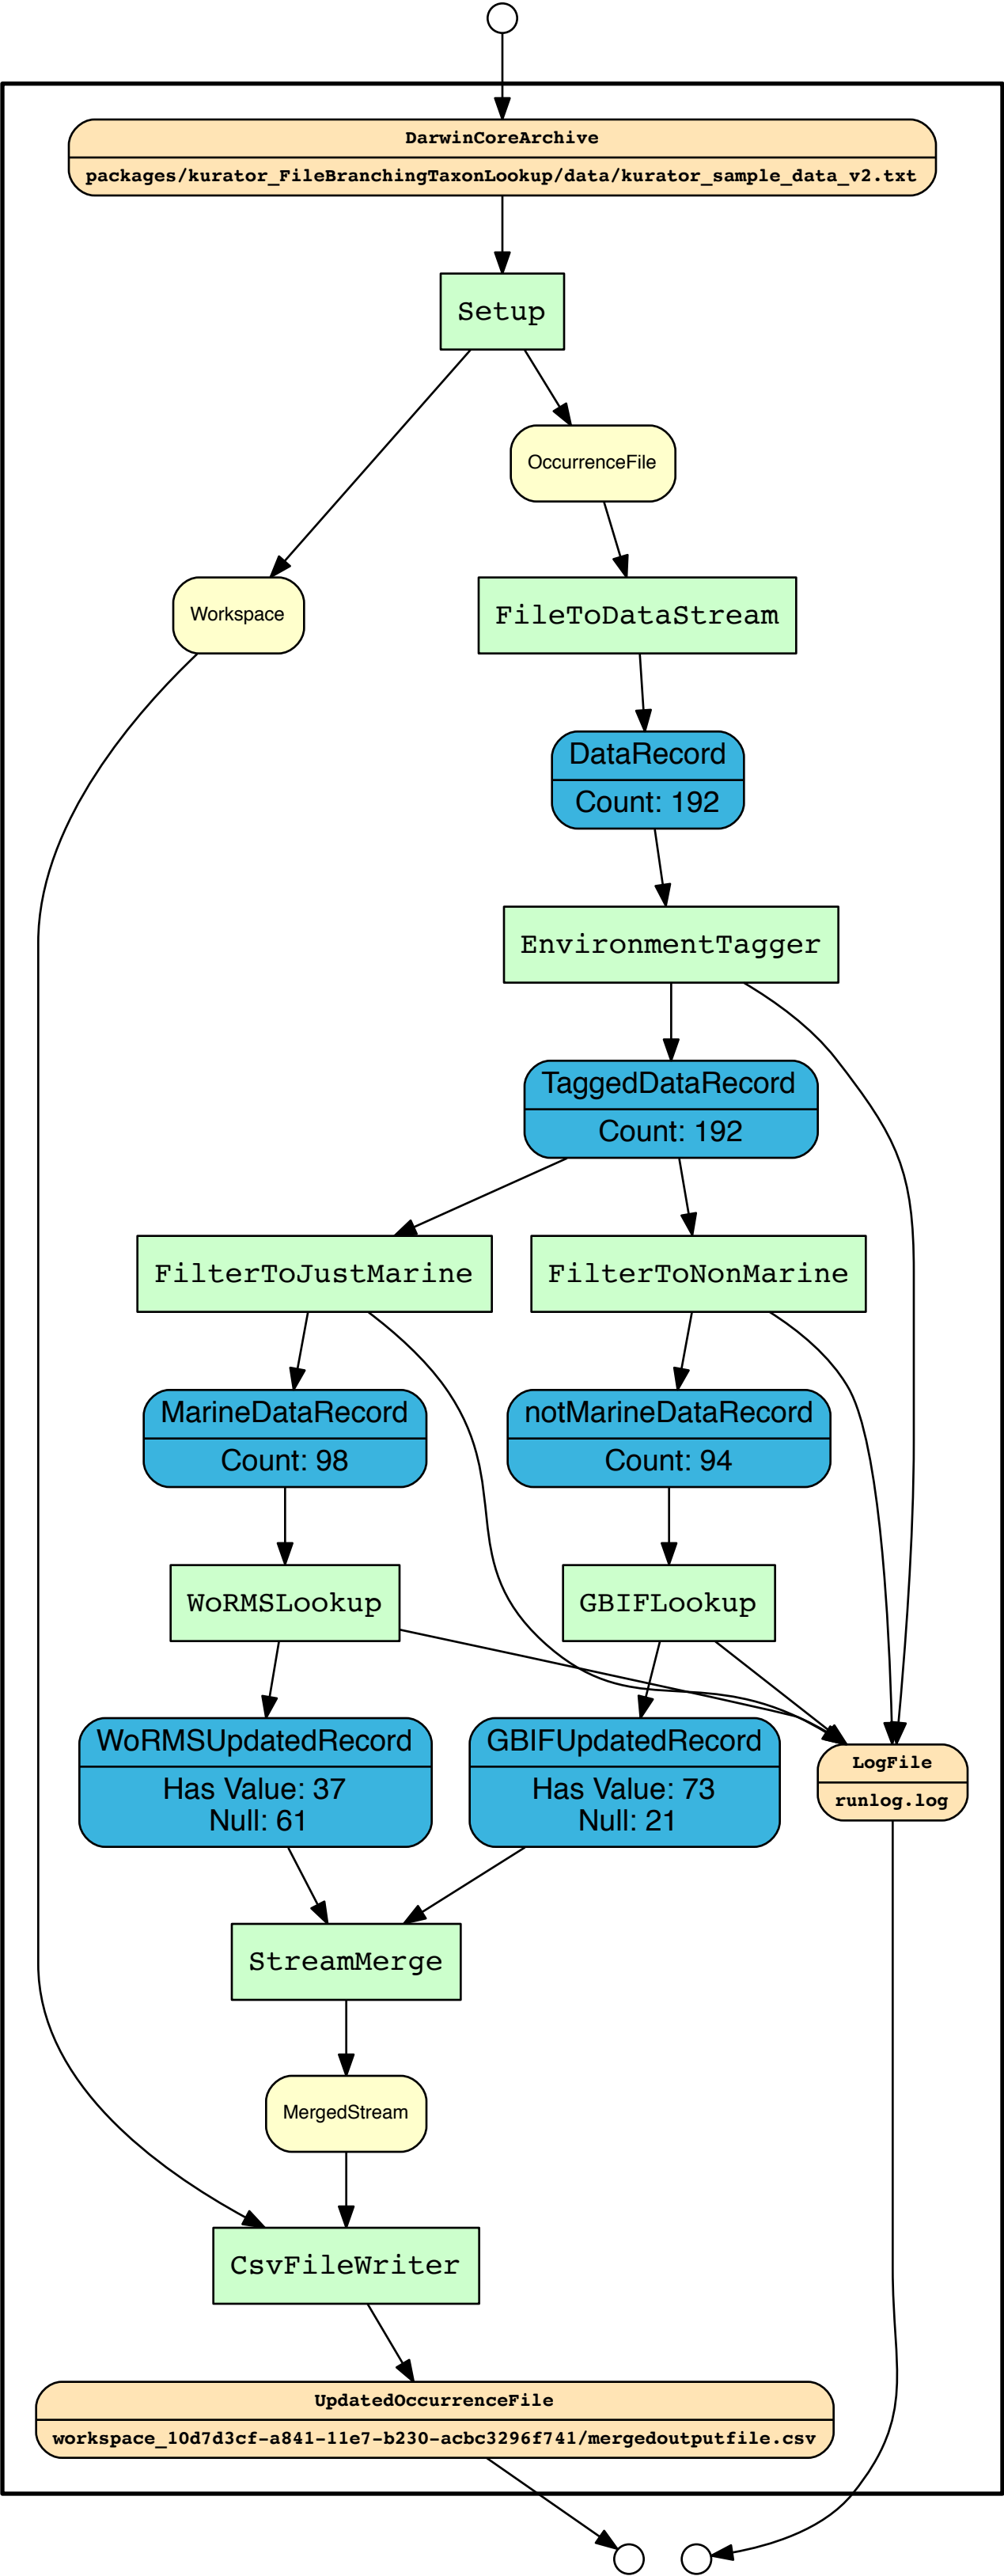 DarwinCoreArchive
packages/kurator_FileBranchingTaxonLookup/data/kurator_sample_data_v2.txt
Setup
OccurrenceFile
Workspace
FileToDataStream
DataRecord
Count: 192
EnvironmentTagger
TaggedDataRecord
Count: 192
FilterToJustMarine
FilterToNonMarine
MarineDataRecord
Count: 98
notMarineDataRecord
Count: 94
WoRMSLookup
GBIFLookup
WoRMSUpdatedRecord
Has Value: 37
Null: 61
GBIFUpdatedRecord
Has Value: 73
Null: 21
LogFile
runlog.log
StreamMerge
MergedStream
CsvFileWriter
UpdatedOccurrenceFile
workspace_10d7d3cf-a841-11e7-b230-acbc3296f741/mergedoutputfile.csv